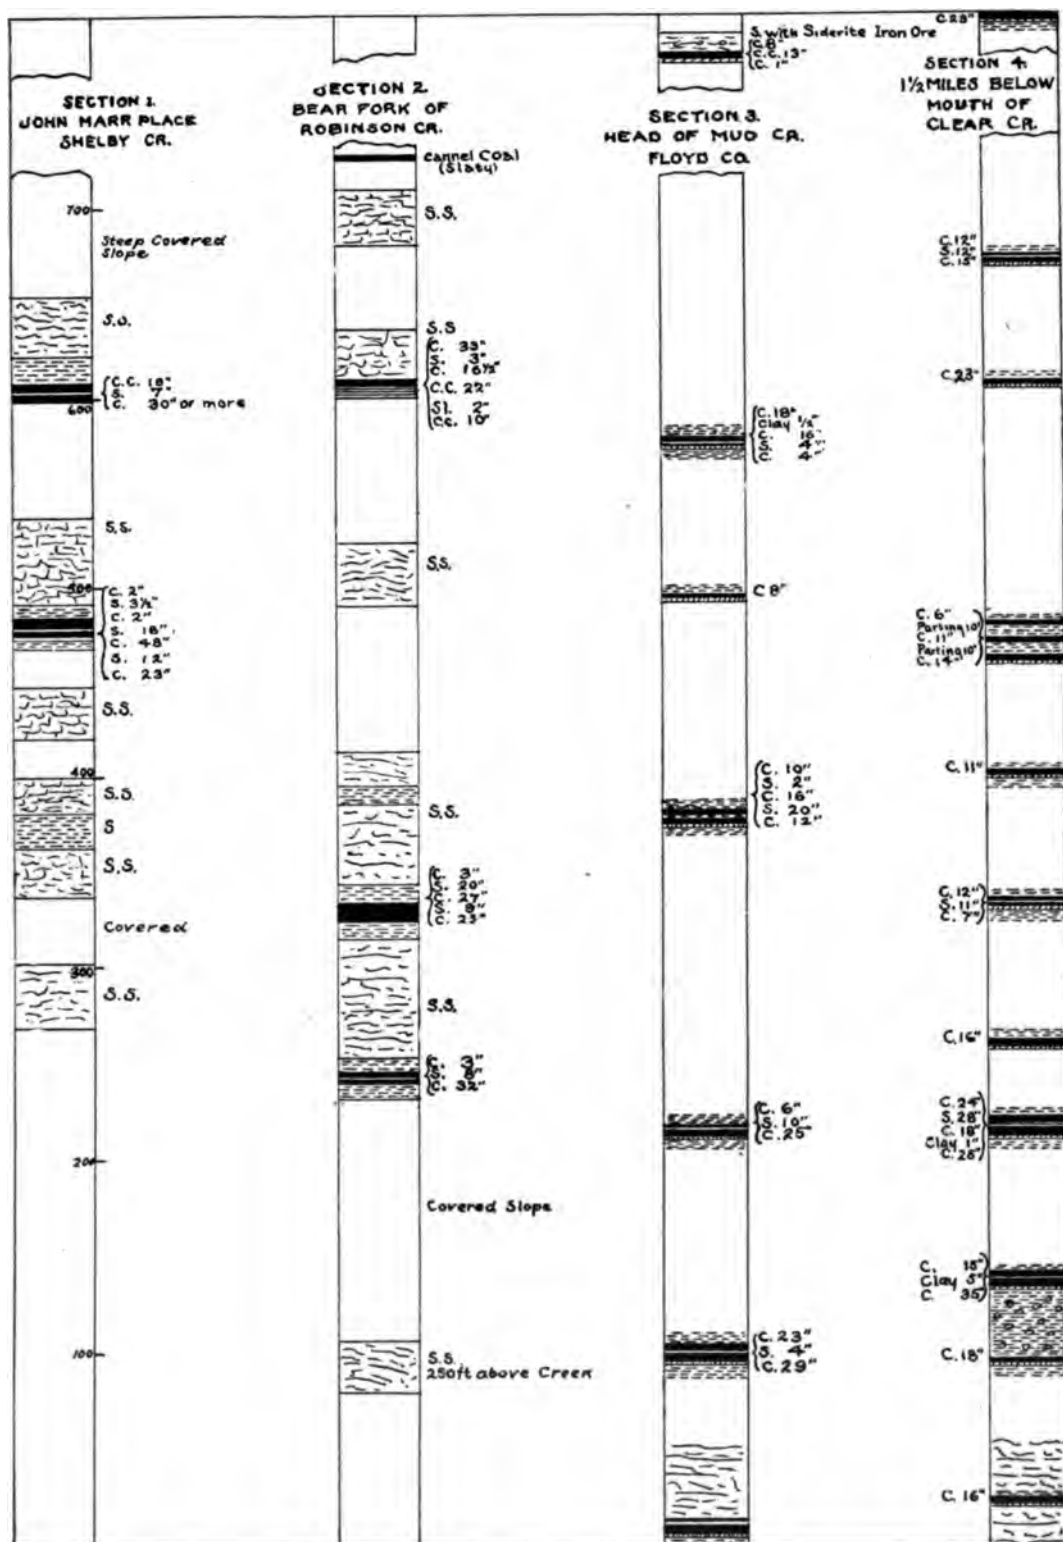 SECTION 1.
JOHN MARR PLACE
SHELBY CR.
700
Steep Covered
Slope
S.S.
C.C. 18"
S. 7"
C. 30" or more
600
S.S.
500
C. 2"
S. 3½"
C. 2"
S. 18"
C. 48"
S. 12"
C. 23"
S.S.
400
S.S.
S
S.S.
Covered
300
S.S.
200
100
SECTION 2.
BEAR FORK OF
ROBINSON CR.
Cannel Coal
(Slaty)
S.S.
S.S
C. 33"
S. 3"
C. 16½"
C.C. 22"
Sl. 2"
C.C. 10"
S.S.
S.S.
C. 3"
S. 20"
C. 27"
S. 8"
C. 23"
S.S.
C. 3"
S. 8"
C. 32"
Covered Slope
S.S.
250ft above Creek
S with Siderite Iron Ore
C. 8"
C.C. 13"
C. 1"
SECTION 3.
HEAD OF MUD CR.
FLOYD CO.
C. 18"
Clay ½"
C. 16"
S. 4"
C. 4"
C 8"
C. 10"
S. 2"
C. 16"
S. 20"
C. 12"
C. 6"
S. 10"
C. 25"
C. 23"
S. 4"
C. 29"
C. 23"
SECTION 4.
1½ MILES BELOW
MOUTH OF
CLEAR CR.
C. 12"
S. 12"
C. 15"
C. 23"
C. 6"
Parting 10'
C. 11"
Parting 10'
C. 14"
C. 11"
C. 12"
S. 11"
C. 7"
C. 16"
C. 24"
S. 28"
C. 18"
Clay 1"
C. 28"
C. 15"
Clay 5"
C. 35"
C. 18"
C. 16"